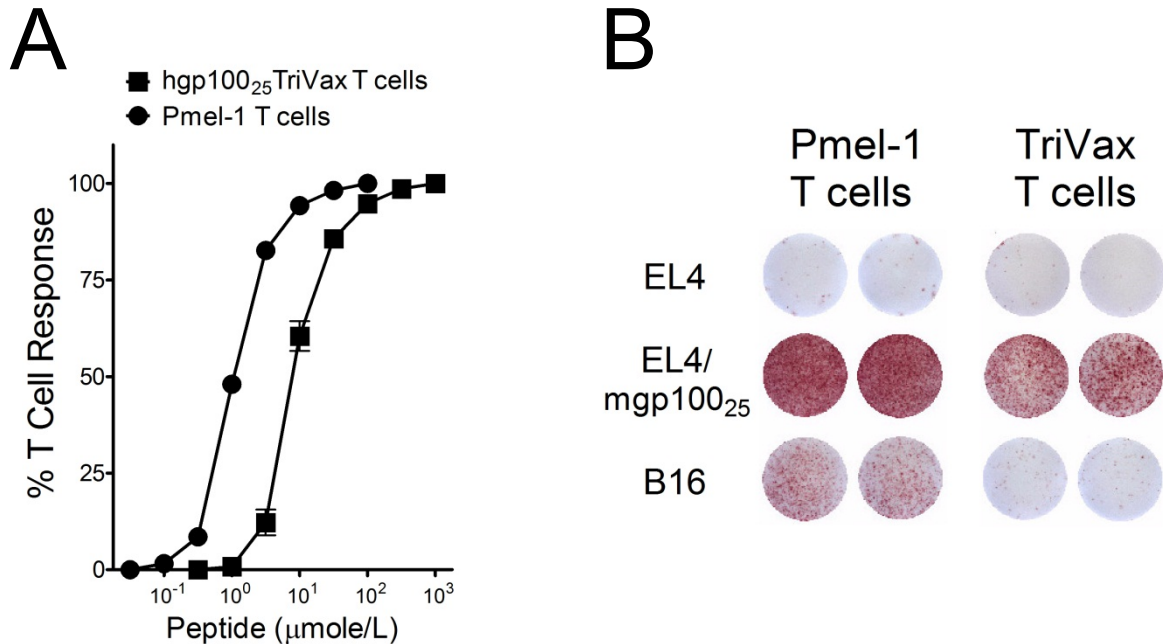 A
hgp100₂₅TriVax T cells
Pmel-1 T cells
% T Cell Response
100
75
50
25
0
10⁻¹ 10⁰ 10¹ 10² 10³
Peptide (μmole/L)
B
Pmel-1 TriVax
T cells T cells
EL4
EL4/
mgp100₂₅
B16